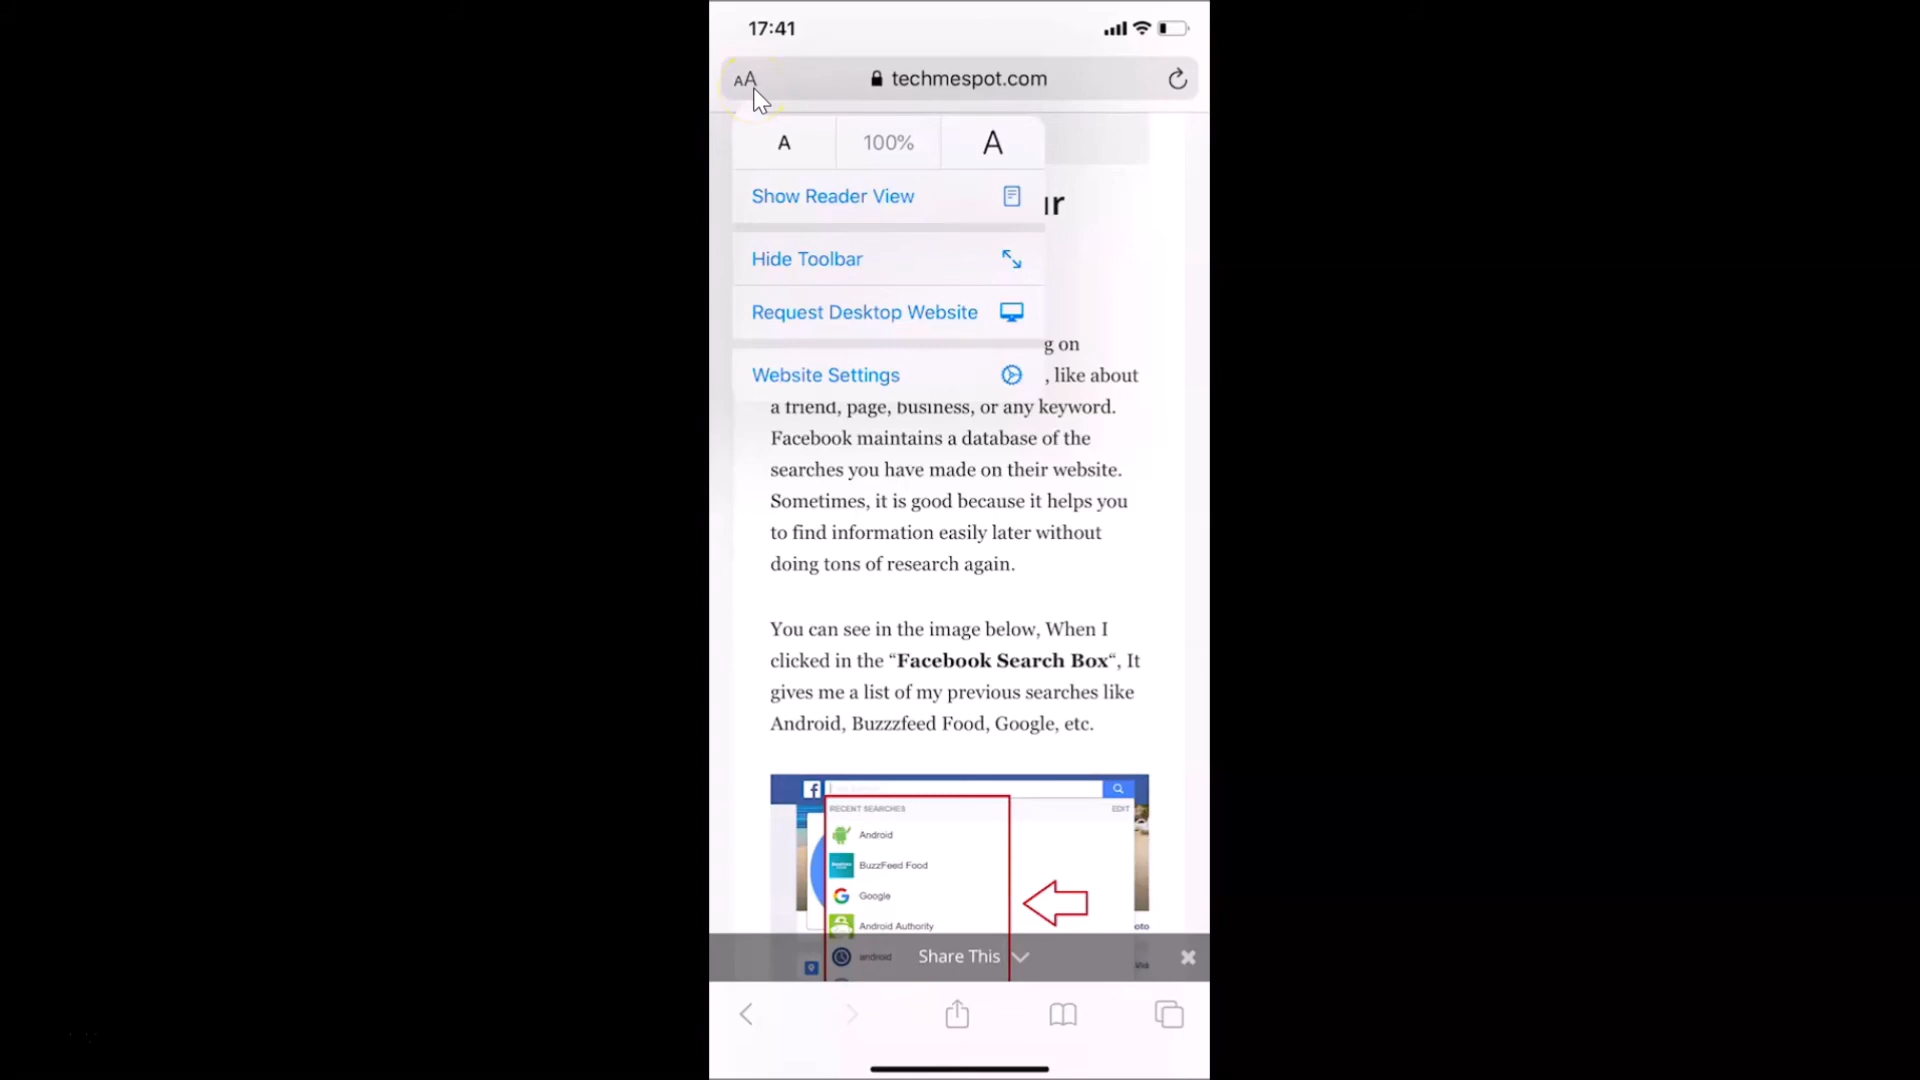 17:41
AA techmespot.com
A 100% A
Show Reader View
ur
Hide Toolbar
Request Desktop Website
g on
Website Settings
, like about
a friend, page, business, or any keyword.
Facebook maintains a database of the
searches you have made on their website.
Sometimes, it is good because it helps you
to find information easily later without
doing tons of research again.
You can see in the image below, When I
clicked in the “Facebook Search Box“, It
gives me a list of my previous searches like
Android, Buzzzfeed Food, Google, etc.
f
RECENT SEARCHES EDIT
Android
BuzzFeed Food
Google
Android Authority
oto
android
Share This